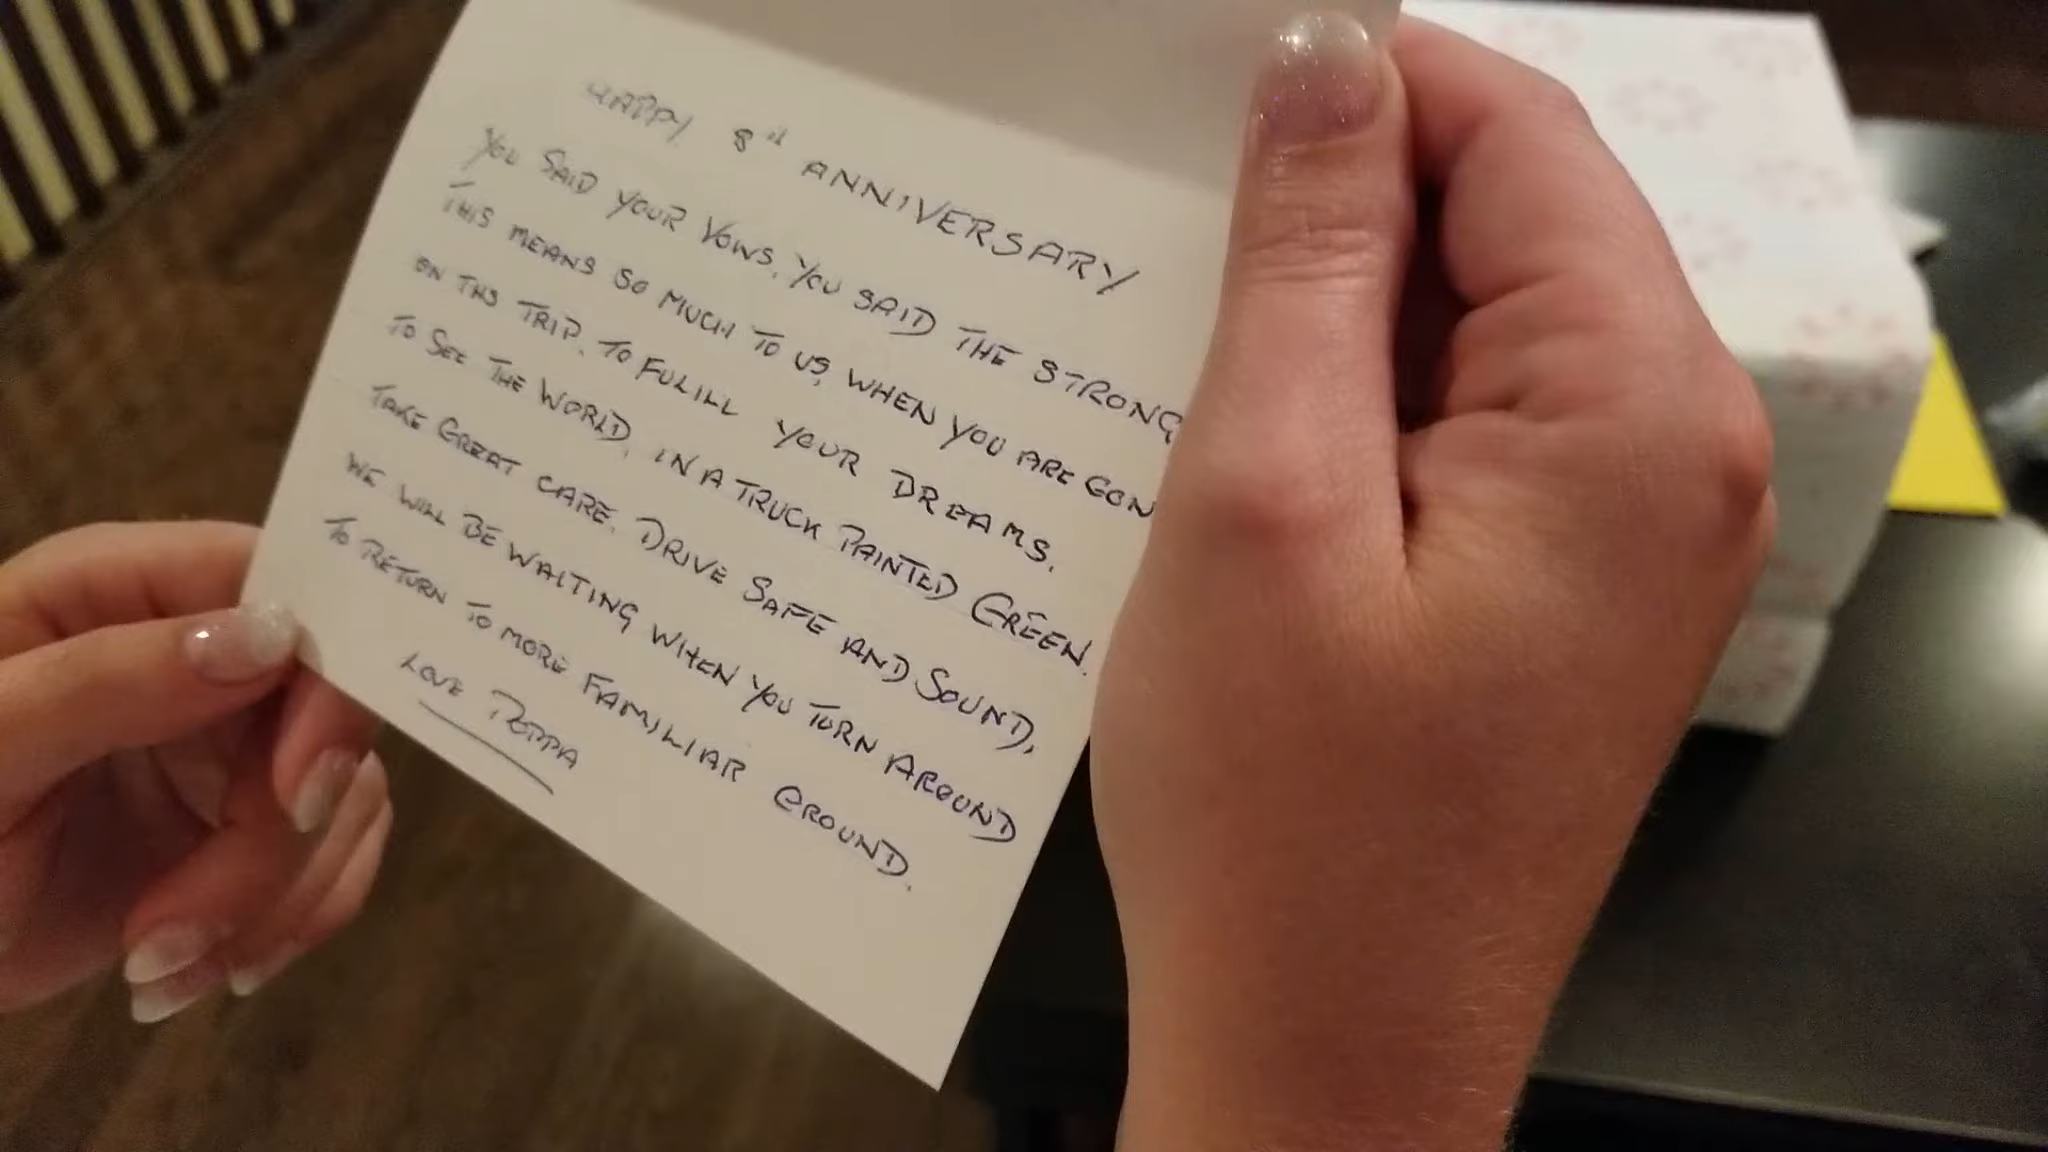 HAPPY 8TH ANNIVERSARY
YOU SAID YOUR VOWS, YOU SAID THE STRONG
THIS MEANS SO MUCH TO US, WHEN YOU ARE GON
ON THS TRIP. TO FULILL YOUR DREAMS.
TO SEE THE WORLD, IN A TRUCK PAINTED GREEN.
TAKE GREAT CARE. DRIVE SAFE AND SOUND,
WE WILL BE WAITING WHEN YOU TURN AROUND
TO RETURN TO MORE FAMILIAR GROUND.
LOVE POPPA